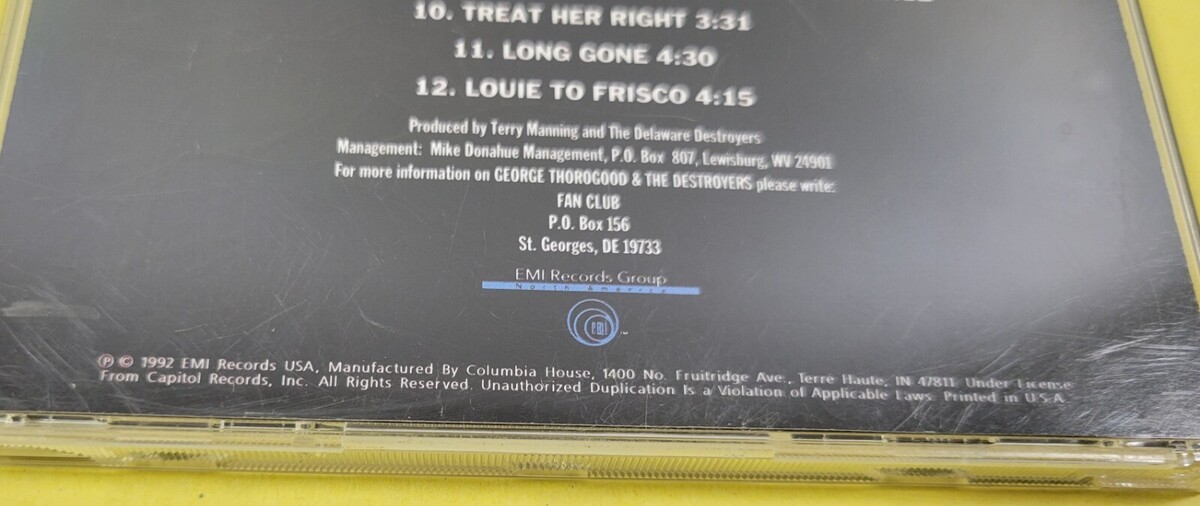 10. TREAT HER RIGHT 3:31
11. LONG GONE 4:30
12. LOUIE TO FRISCO 4:15
Produced by Terry Manning and The Delaware Destroyers
Management: Mike Donahue Management, P.O. Box 807, Lewisburg, WV 24901
For more information on GEORGE THOROGOOD & THE DESTROYERS please write:
FAN CLUB
P.O. Box 156
St. Georges, DE 19733
EMI Records Group
North America
EMI
℗ © 1992 EMI Records USA, Manufactured By Columbia House, 1400 No. Fruitridge Ave., Terre Haute, IN 47811 Under License
From Capitol Records, Inc. All Rights Reserved. Unauthorized Duplication Is a Violation of Applicable Laws. Printed in U.S.A.